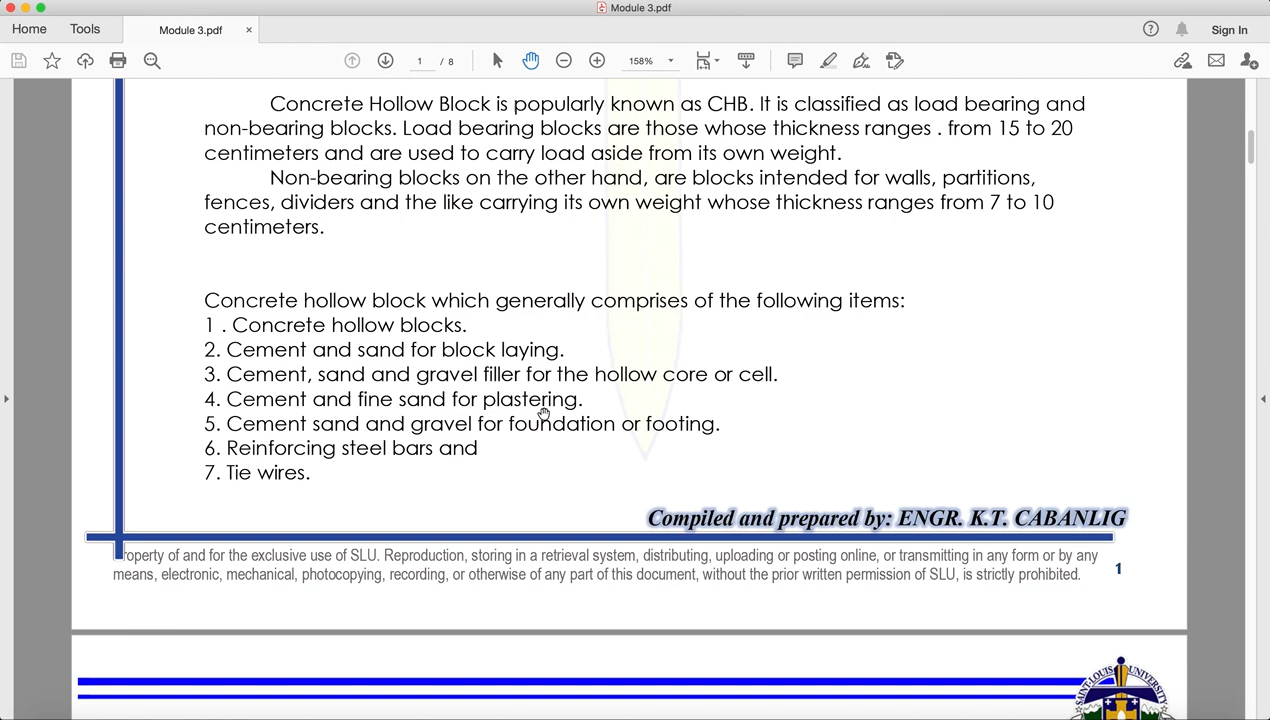 Module 3.pdf
Home Tools Module 3.pdf × Sign In
1 / 8 158%
Concrete Hollow Block is popularly known as CHB. It is classified as load bearing and
non-bearing blocks. Load bearing blocks are those whose thickness ranges . from 15 to 20
centimeters and are used to carry load aside from its own weight.
Non-bearing blocks on the other hand, are blocks intended for walls, partitions,
fences, dividers and the like carrying its own weight whose thickness ranges from 7 to 10
centimeters.
Concrete hollow block which generally comprises of the following items:
1 . Concrete hollow blocks.
2. Cement and sand for block laying.
3. Cement, sand and gravel filler for the hollow core or cell.
4. Cement and fine sand for plastering.
5. Cement sand and gravel for foundation or footing.
6. Reinforcing steel bars and
7. Tie wires.
Compiled and prepared by: ENGR. K.T. CABANLIG
roperty of and for the exclusive use of SLU. Reproduction, storing in a retrieval system, distributing, uploading or posting online, or transmitting in any form or by any
means, electronic, mechanical, photocopying, recording, or otherwise of any part of this document, without the prior written permission of SLU, is strictly prohibited.
1
SAINT LOUIS UNIVERSITY